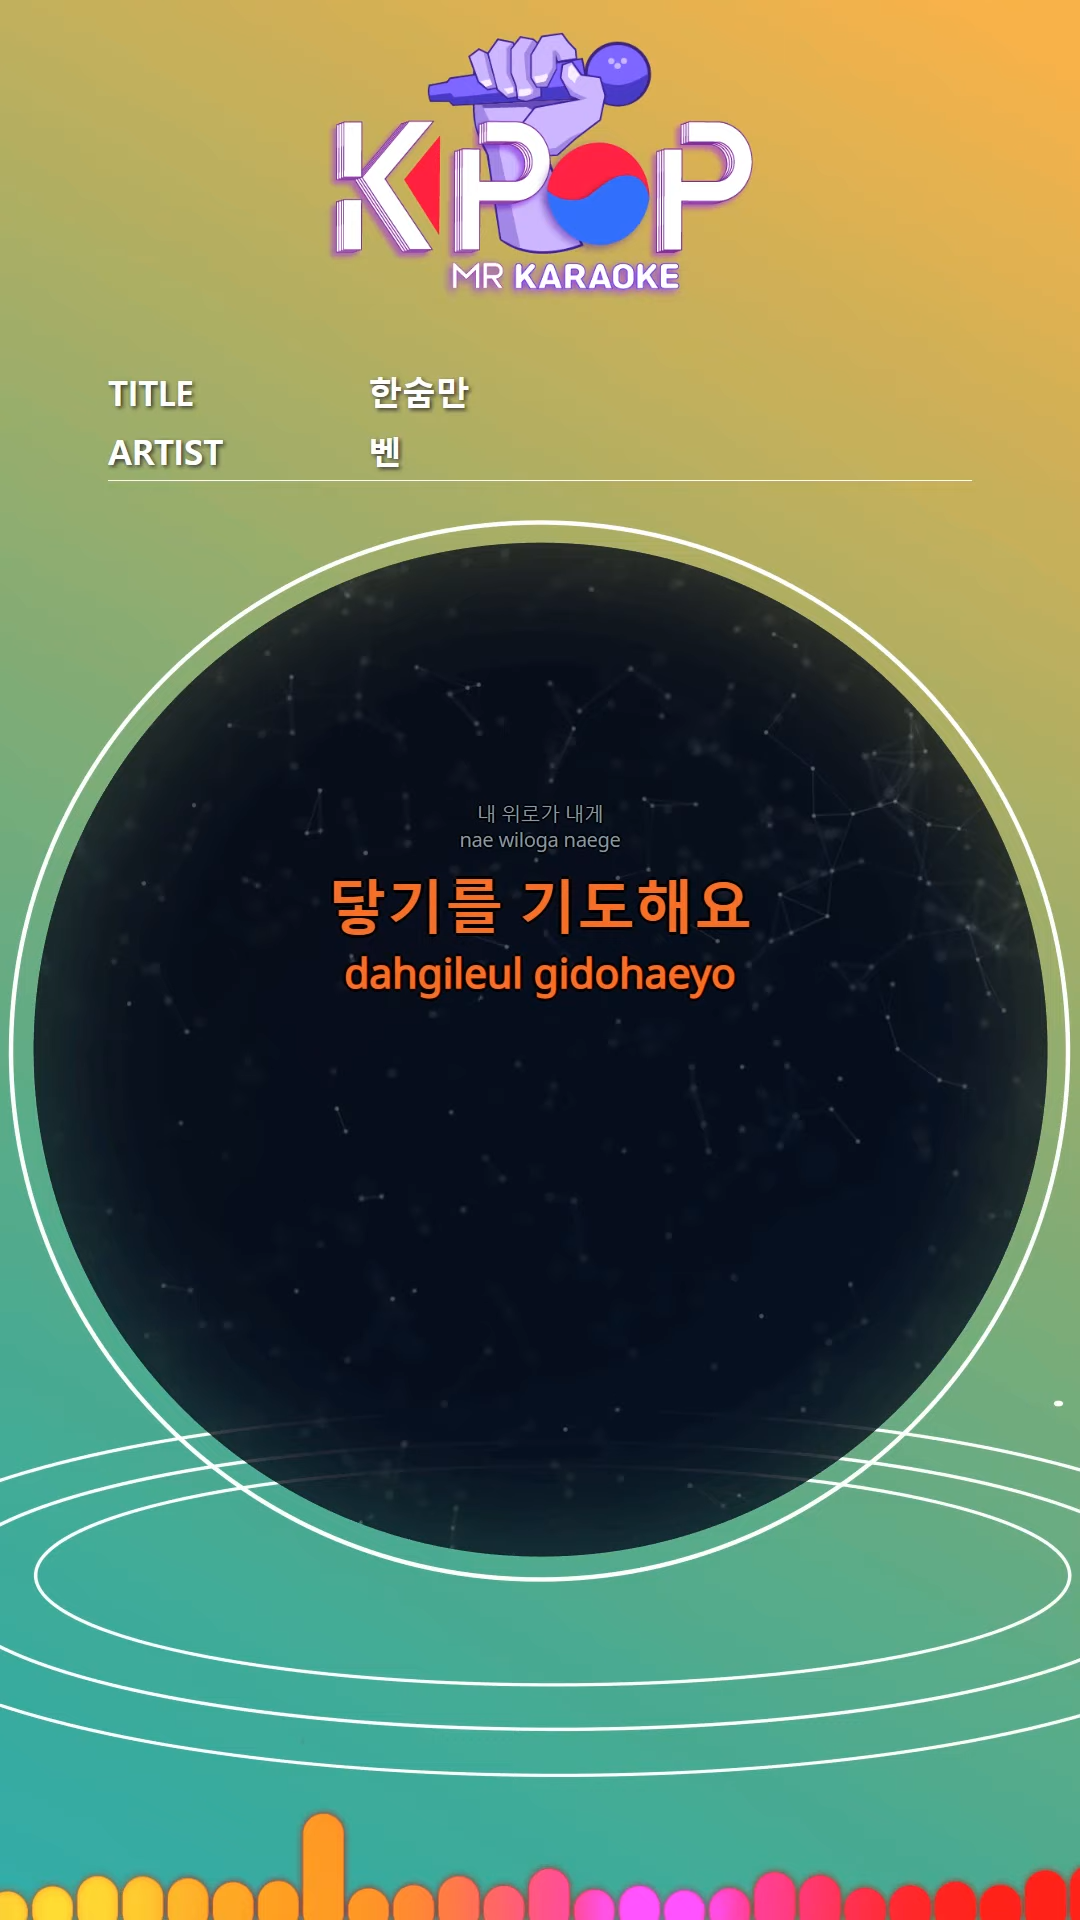 KPOP
MR KARAOKE
TITLE 한숨만
ARTIST 벤
내 위로가 내게
nae wiloga naege
닿기를 기도해요
dahgileul gidohaeyo